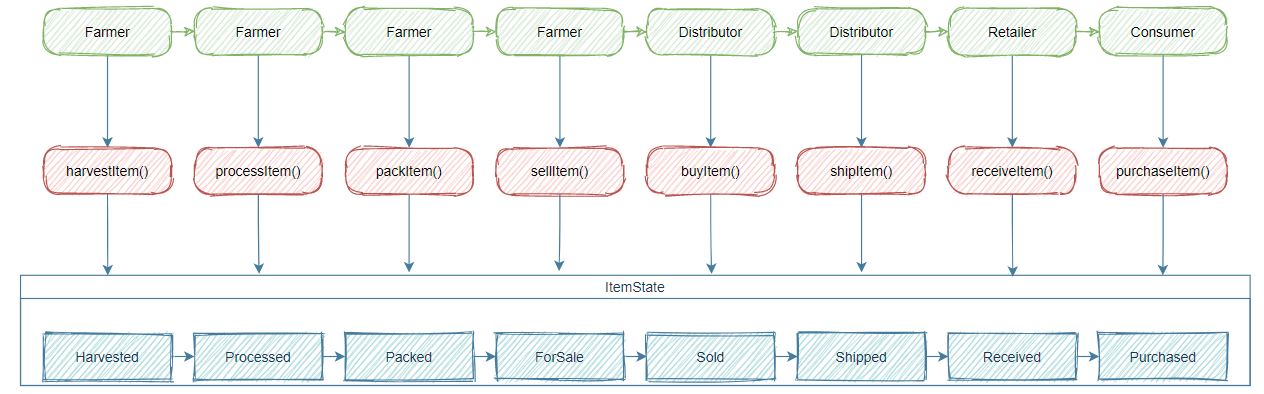 Farmer Farmer Farmer Farmer Distributor Distributor Retailer Consumer
harvestItem() processItem() packItem() sellItem() buyItem() shipItem() receiveItem() purchaseItem()
ItemState
Harvested Processed Packed ForSale Sold Shipped Received Purchased